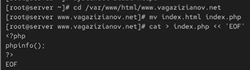 [root@server ~]# cd /var/www/html/www.vagazizianov.net
[root@server www.vagazizianov.net]# mv index.html index.php
[root@server www.vagazizianov.net]# cat > index.php << 'EOF'
<?php
phpinfo();
?>
EOF